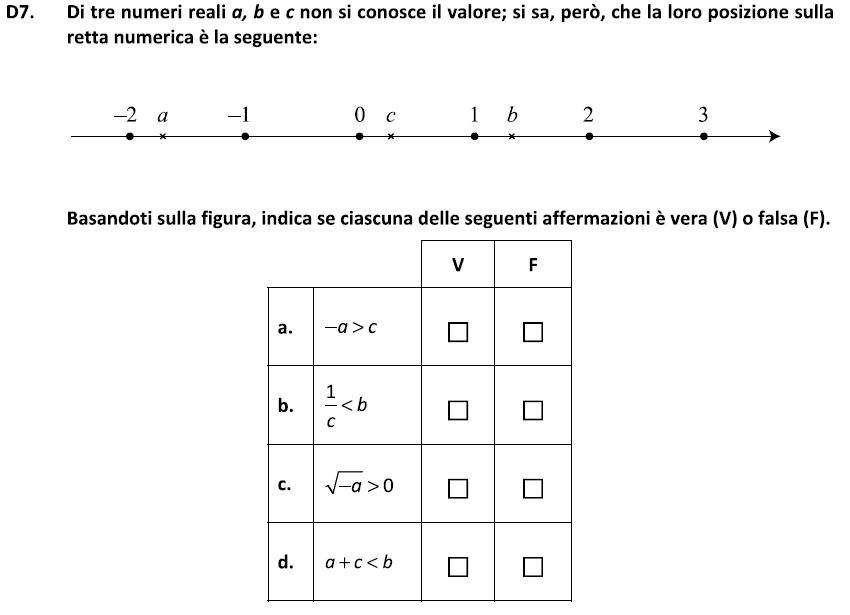 D7. Di tre numeri reali a, b e c non si conosce il valore; si sa, però, che la loro posizione sulla
retta numerica è la seguente:
–2 a –1 0 c 1 b 2 3
Basandoti sulla figura, indica se ciascuna delle seguenti affermazioni è vera (V) o falsa (F).
V F
a. –a > c
b. 1/c < b
c. √–a > 0
d. a + c < b